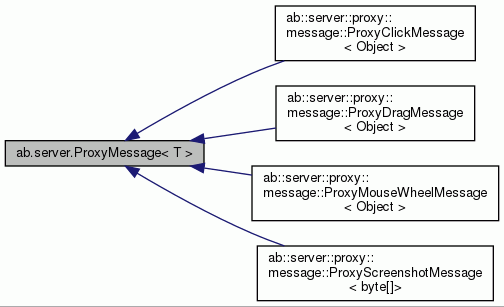 ab::server::proxy::
message::ProxyClickMessage
< Object >
ab::server::proxy::
message::ProxyDragMessage
< Object >
ab.server.ProxyMessage< T >
ab::server::proxy::
message::ProxyMouseWheelMessage
< Object >
ab::server::proxy::
message::ProxyScreenshotMessage
< byte[]>